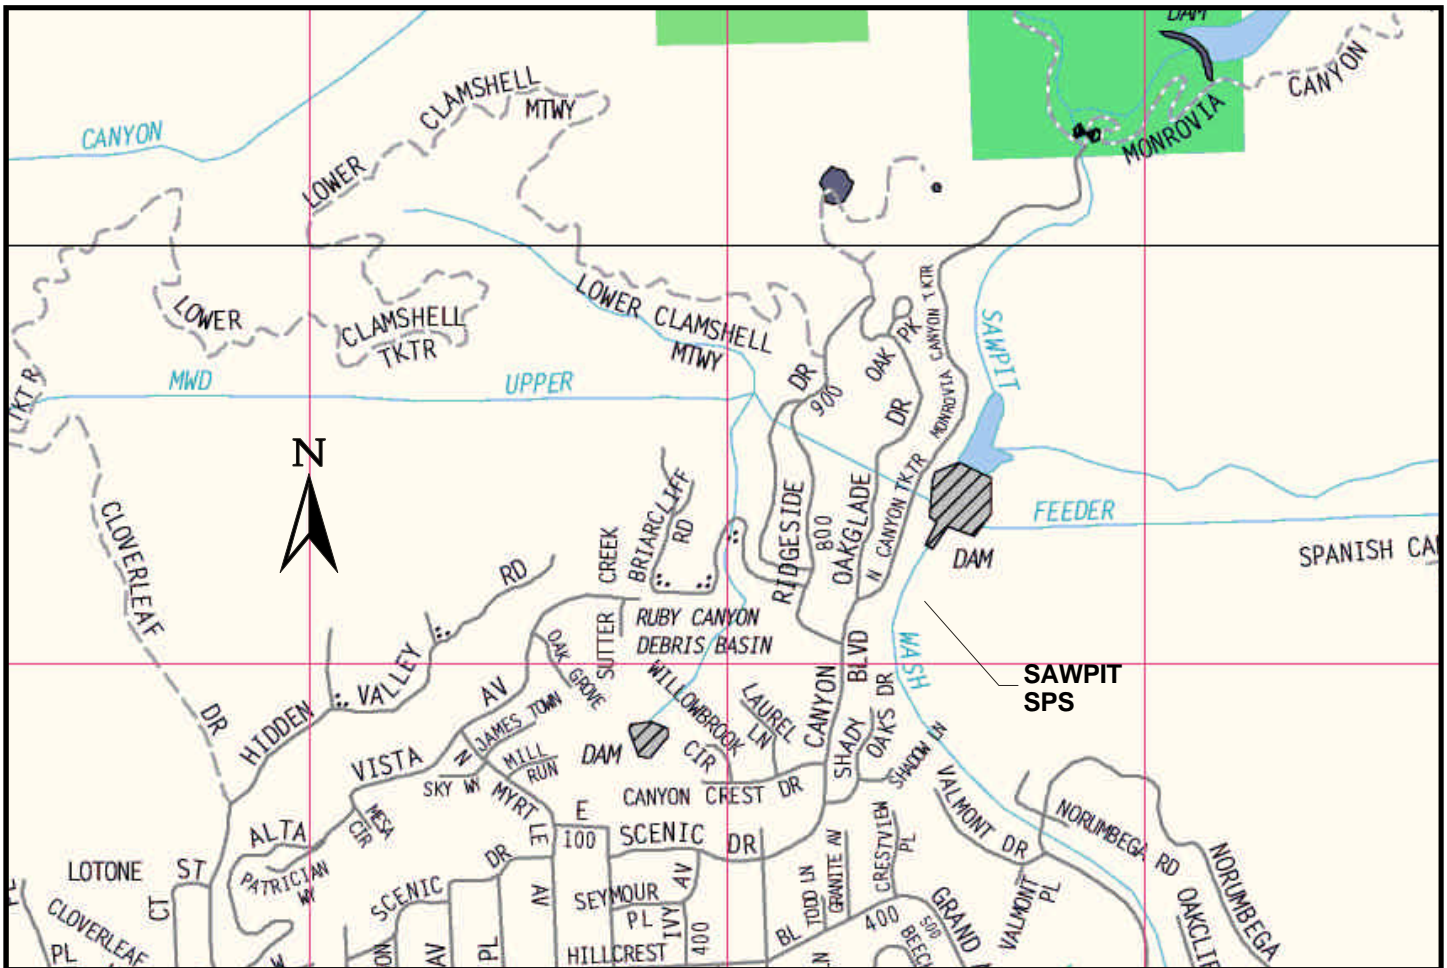 DAM
CANYON
CLAMSHELL
MTWY
LOWER
CANYON
MONROVIA
LOWER
CLAMSHELL
TKTR
LOWER CLAMSHELL
MTWY
MONROVIA CANYON TKTR
SAWPIT
OAK PK
DR
900
DR
TKTR
MWD
UPPER
N
CLOVERLEAF
DR
BRIARCLIFF
RD
CREEK
SUTTER
RIDGESIDE
800
OAKGLADE
N CANYON TKTR
FEEDER
DAM
SPANISH CA
HIDDEN
VALLEY
RD
RUBY CANYON
DEBRIS BASIN
OAK GROVE
WILLOWBROOK
CIR
LAUREL
LN
CANYON
BLVD
WASH
SAWPIT
SPS
SHADY
OAKS DR
SHADOW LN
AV
VISTA
N
JAMES TOWN
MILL
RUN
SKY WY
DAM
MYRTLE
AV
CANYON CREST DR
VALMONT DR
NORUMBEGA RD
NORUMBEGA
ALTA
MESA
CIR
E
100
SCENIC DR
GRANITE AV
CRESTVIEW
PL
LOTONE ST
PATRICIAN
WY
SCENIC
DR
SEYMOUR
PL
AV
IVY
400
TODD LN
400
500
GRAND
VALMONT
PL
CT
CLOVERLEAF
PL
AV
PL
HILLCREST
BL
LN